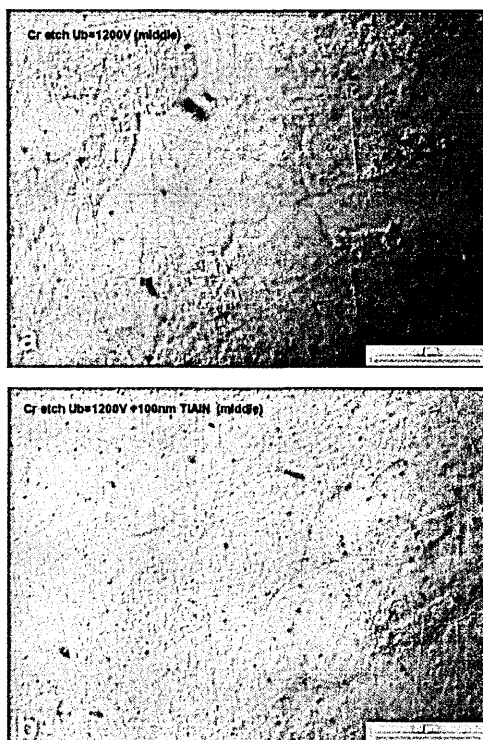 Cr etch Ub=1200V (middle)
a
Cr etch Ub=1200V +100nm TiAlN (middle)